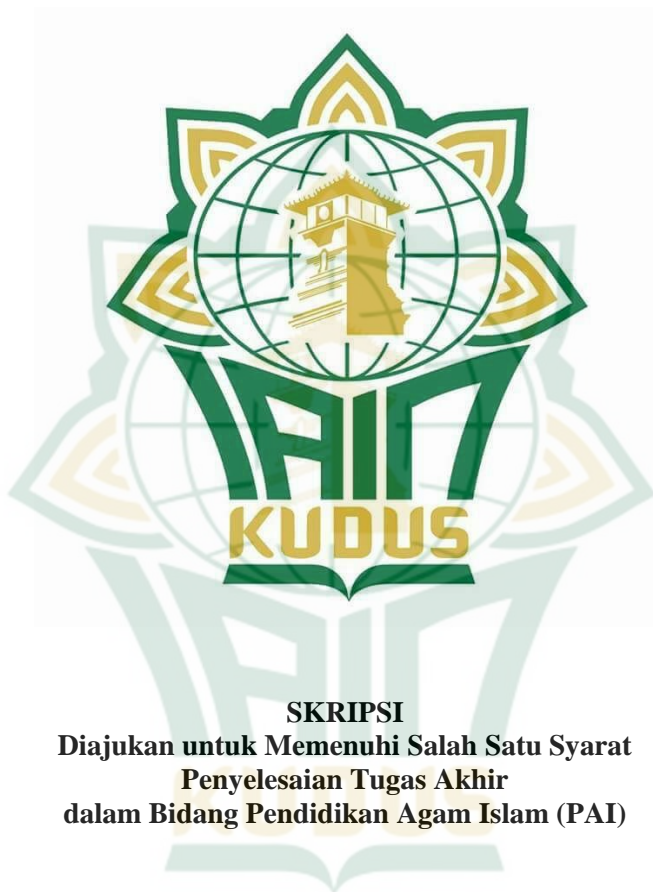 IAIN
KUDUS
SKRIPSI
Diajukan untuk Memenuhi Salah Satu Syarat
Penyelesaian Tugas Akhir
dalam Bidang Pendidikan Agam Islam (PAI)